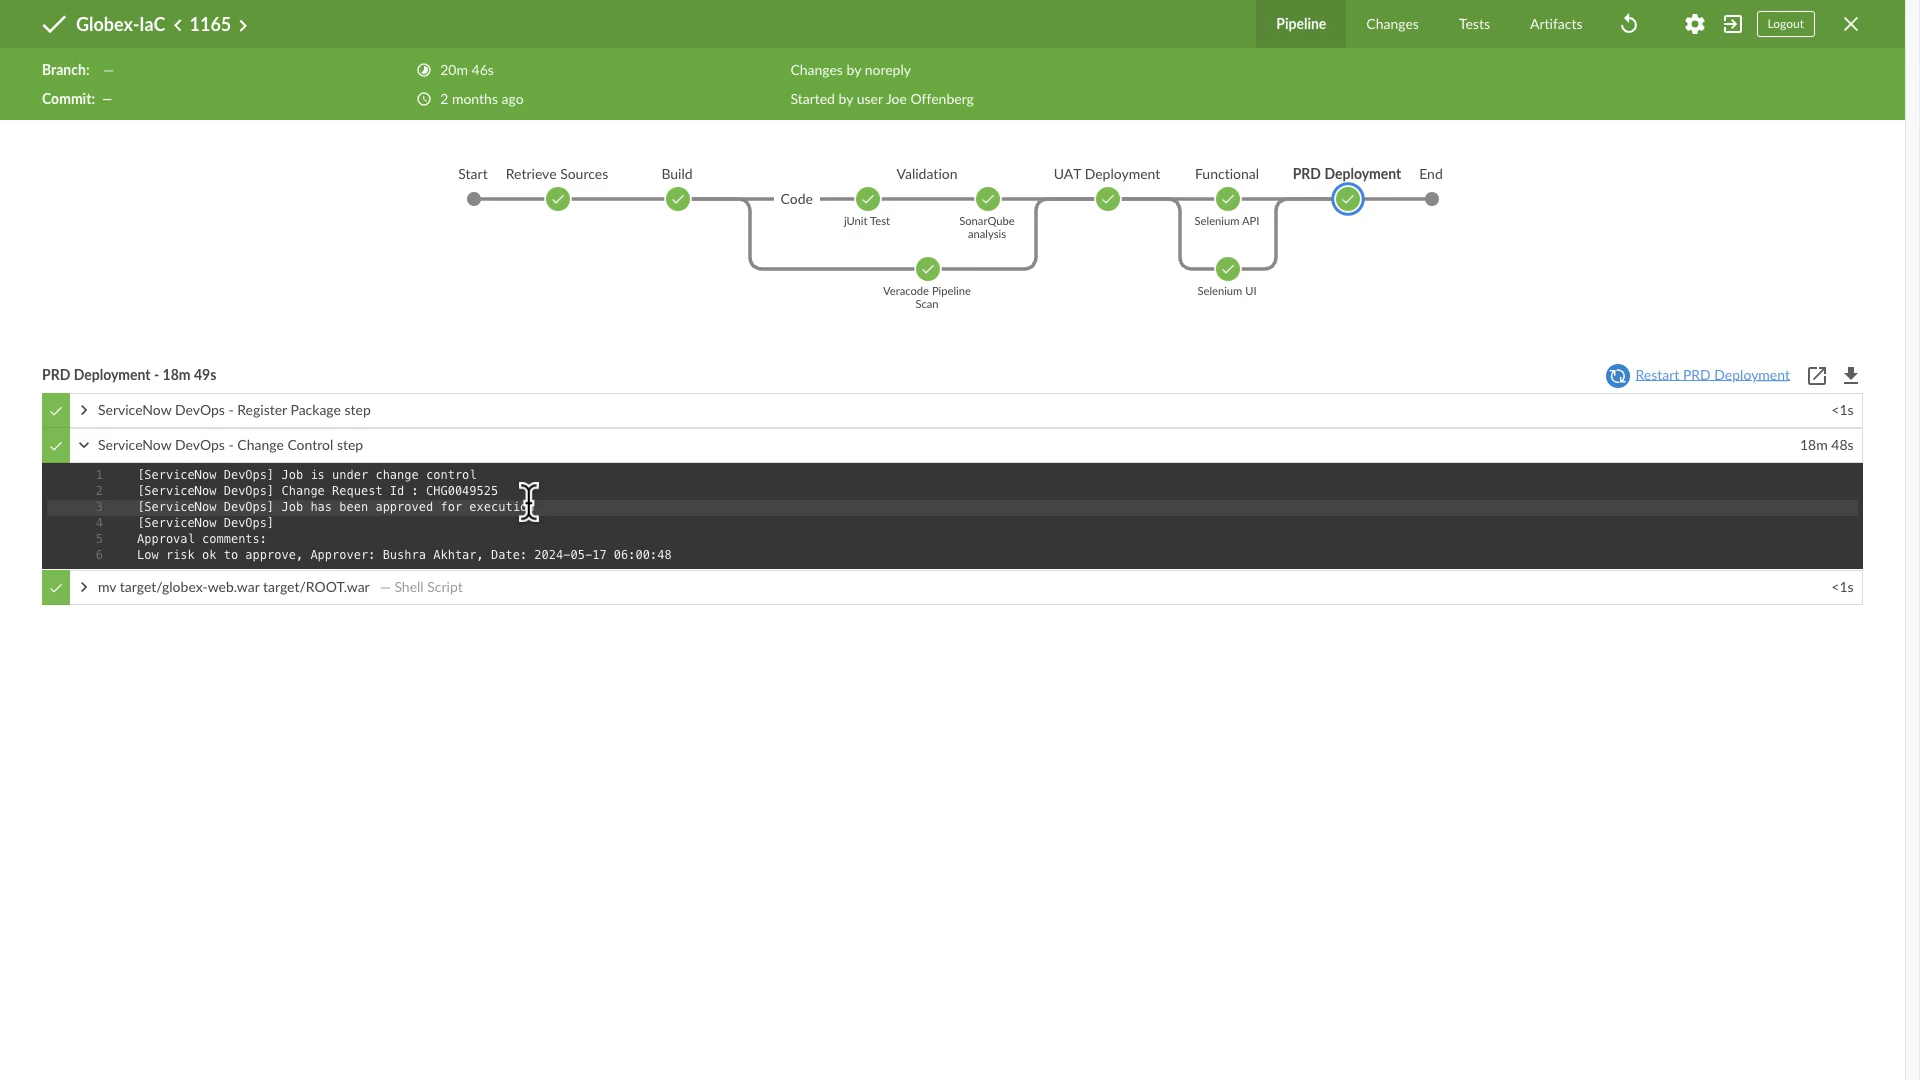 Globex-IaC < 1165 >
Pipeline
Changes
Tests
Artifacts
Logout
Branch: —
20m 46s
Changes by noreply
Commit: —
2 months ago
Started by user Joe Offenberg
Start
Retrieve Sources
Build
Validation
UAT Deployment
Functional
PRD Deployment
End
Code
jUnit Test
SonarQube
analysis
Selenium API
Veracode Pipeline
Scan
Selenium UI
PRD Deployment - 18m 49s
Restart PRD Deployment
ServiceNow DevOps - Register Package step
<1s
ServiceNow DevOps - Change Control step
18m 48s
1 [ServiceNow DevOps] Job is under change control
2 [ServiceNow DevOps] Change Request Id : CHG0049525
3 [ServiceNow DevOps] Job has been approved for execution
4 [ServiceNow DevOps]
5 Approval comments:
6 Low risk ok to approve, Approver: Bushra Akhtar, Date: 2024-05-17 06:00:48
mv target/globex-web.war target/ROOT.war — Shell Script
<1s